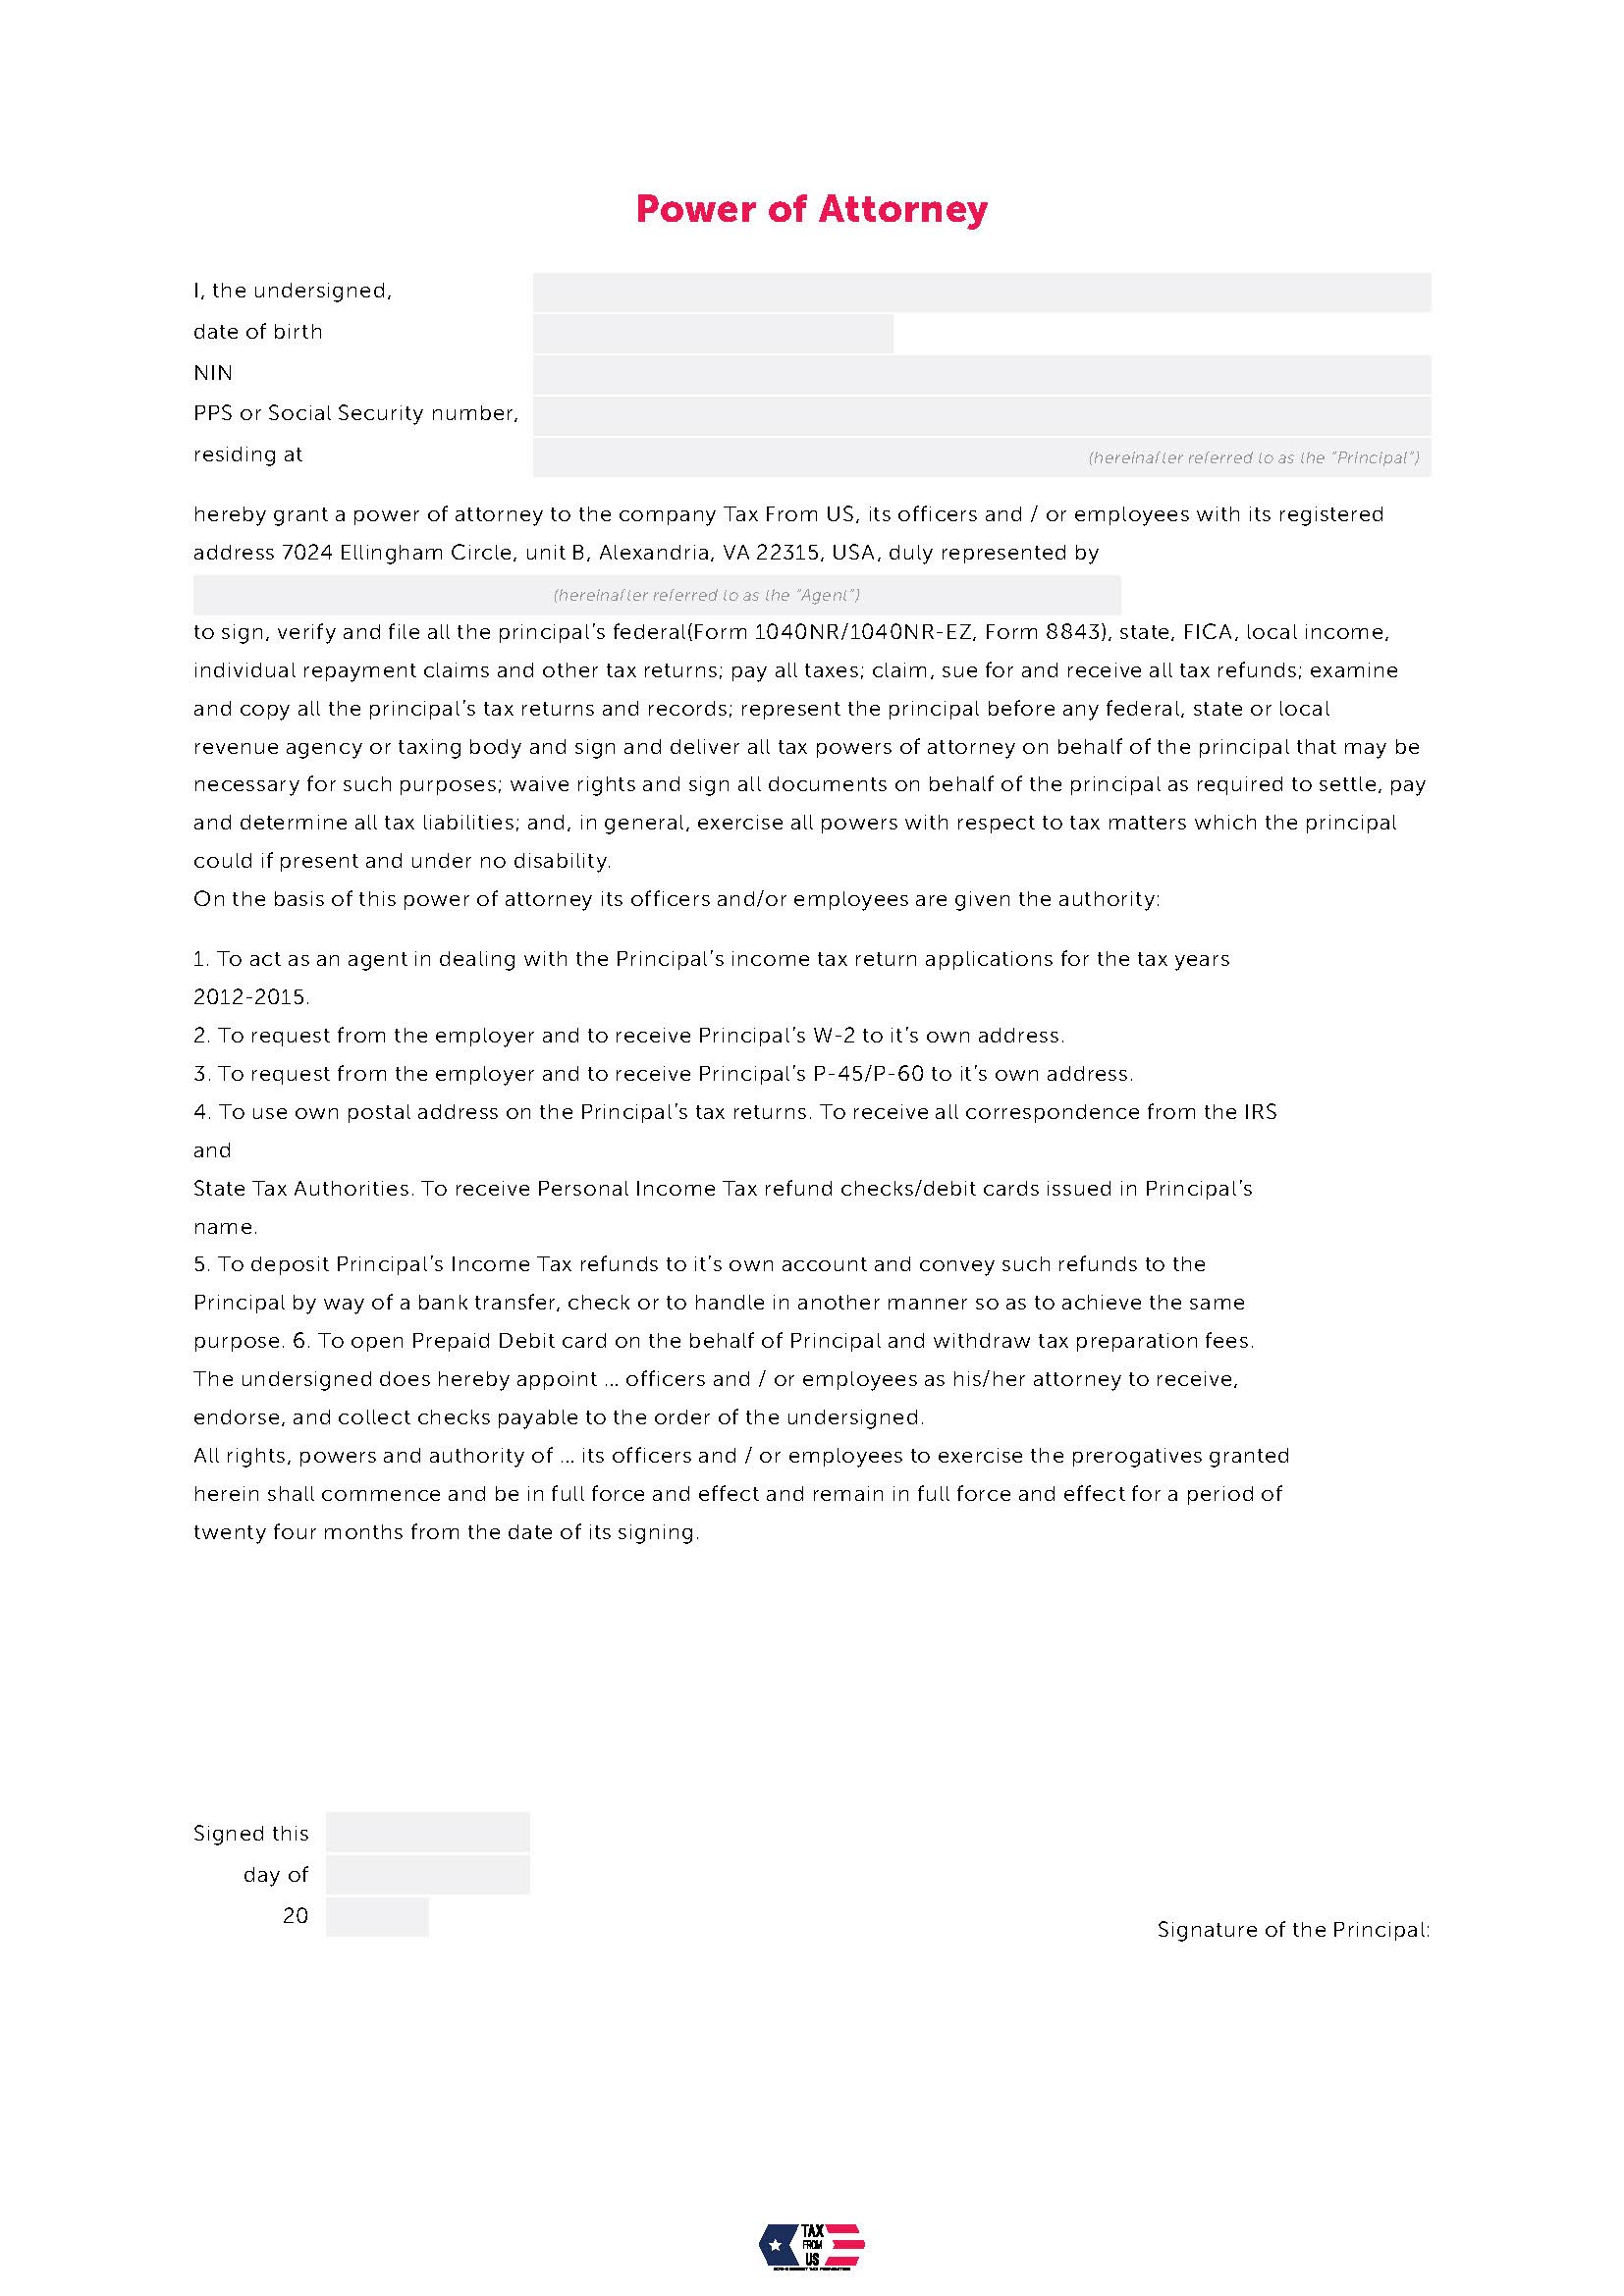 Power of Attorney
I, the undersigned,
date of birth
NIN
PPS or Social Security number,
residing at
(hereinafter referred to as the “Principal”)
hereby grant a power of attorney to the company Tax From US, its officers and / or employees with its registered
address 7024 Ellingham Circle, unit B, Alexandria, VA 22315, USA, duly represented by
(hereinafter referred to as the “Agent”)
to sign, verify and file all the principal’s federal(Form 1040NR/1040NR-EZ, Form 8843), state, FICA, local income,
individual repayment claims and other tax returns; pay all taxes; claim, sue for and receive all tax refunds; examine
and copy all the principal’s tax returns and records; represent the principal before any federal, state or local
revenue agency or taxing body and sign and deliver all tax powers of attorney on behalf of the principal that may be
necessary for such purposes; waive rights and sign all documents on behalf of the principal as required to settle, pay
and determine all tax liabilities; and, in general, exercise all powers with respect to tax matters which the principal
could if present and under no disability.
On the basis of this power of attorney its officers and/or employees are given the authority:
1. To act as an agent in dealing with the Principal’s income tax return applications for the tax years
2012-2015.
2. To request from the employer and to receive Principal’s W-2 to it’s own address.
3. To request from the employer and to receive Principal’s P-45/P-60 to it’s own address.
4. To use own postal address on the Principal’s tax returns. To receive all correspondence from the IRS
and
State Tax Authorities. To receive Personal Income Tax refund checks/debit cards issued in Principal’s
name.
5. To deposit Principal’s Income Tax refunds to it’s own account and convey such refunds to the
Principal by way of a bank transfer, check or to handle in another manner so as to achieve the same
purpose. 6. To open Prepaid Debit card on the behalf of Principal and withdraw tax preparation fees.
The undersigned does hereby appoint ... officers and / or employees as his/her attorney to receive,
endorse, and collect checks payable to the order of the undersigned.
All rights, powers and authority of ... its officers and / or employees to exercise the prerogatives granted
herein shall commence and be in full force and effect and remain in full force and effect for a period of
twenty four months from the date of its signing.
Signed this
day of
20
Signature of the Principal:
TAX
FROM
US